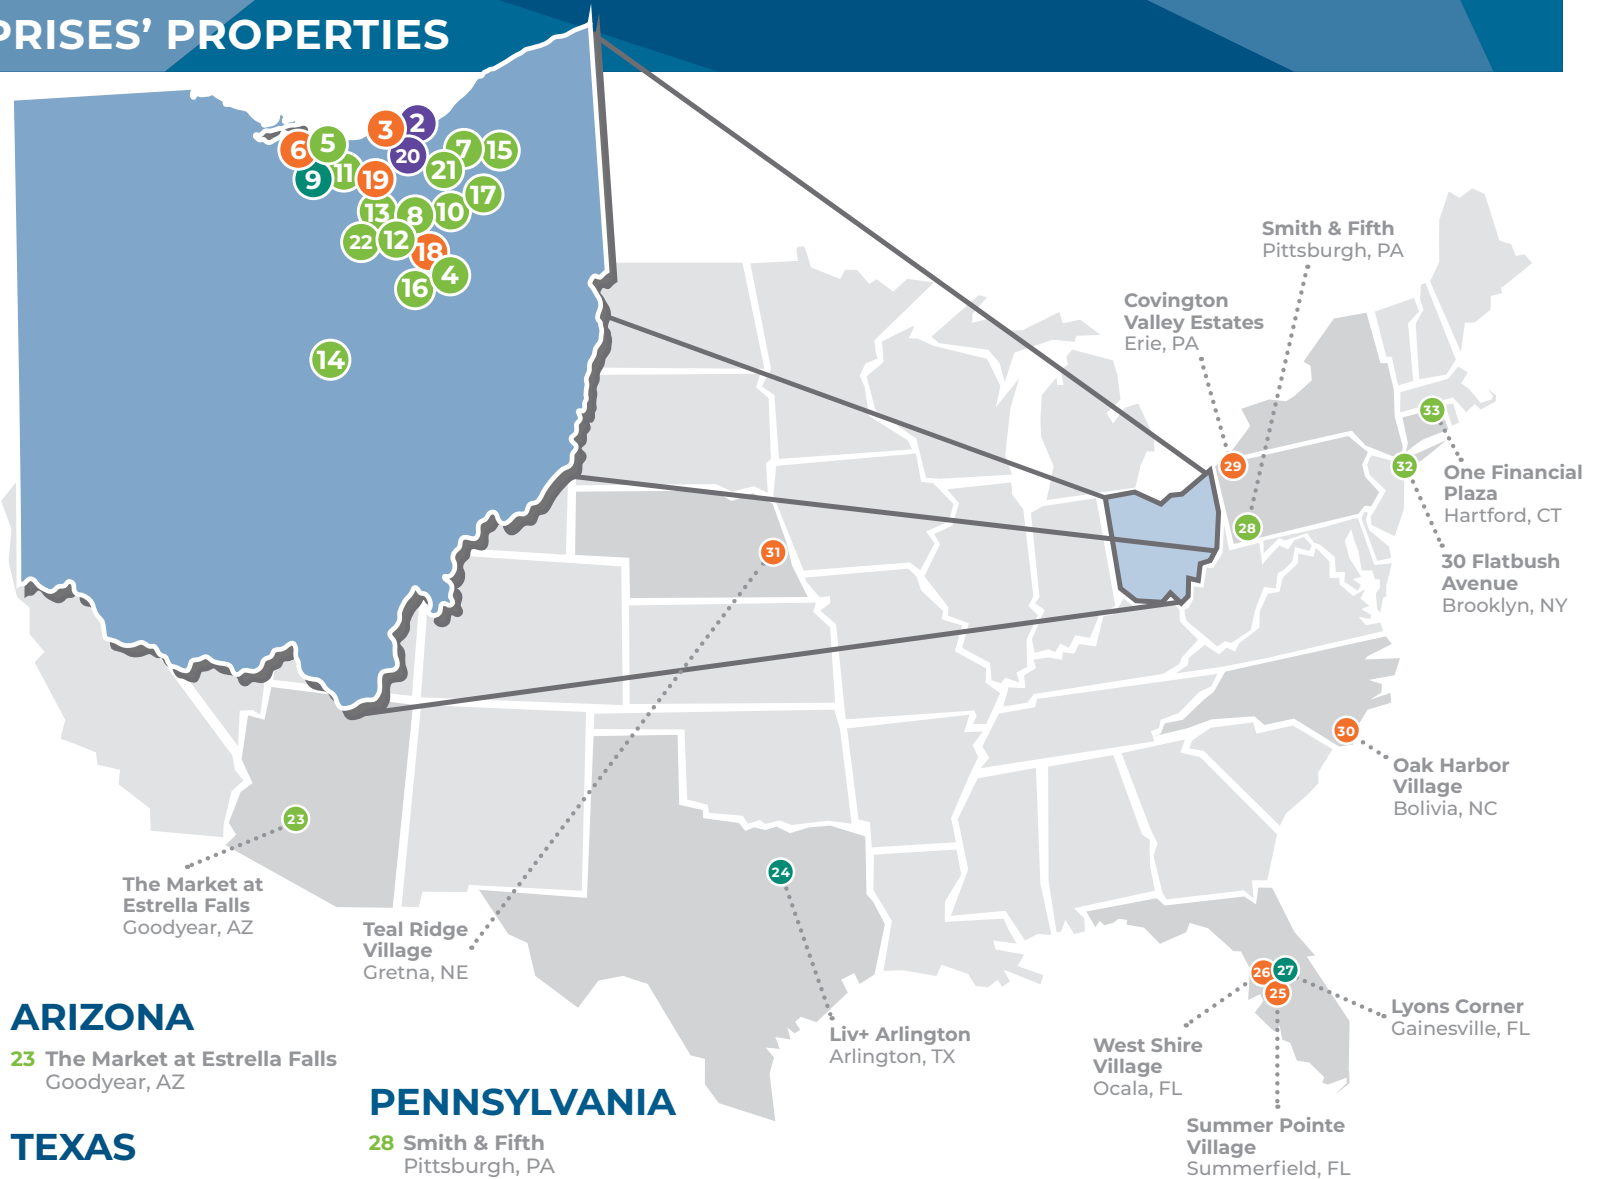 PRISES’ PROPERTIES
2
3
5
6
20
7
15
21
11
9
19
17
13
8
10
22
12
18
4
16
14
Smith & Fifth
Pittsburgh, PA
Covington
Valley Estates
Erie, PA
33
29
32
One Financial
Plaza
Hartford, CT
28
31
30 Flatbush
Avenue
Brooklyn, NY
30
Oak Harbor
Village
Bolivia, NC
23
24
The Market at
Estrella Falls
Goodyear, AZ
Teal Ridge
Village
Gretna, NE
26
27
25
Lyons Corner
Gainesville, FL
Liv+ Arlington
Arlington, TX
West Shire
Village
Ocala, FL
Summer Pointe
Village
Summerfield, FL
ARIZONA
23 The Market at Estrella Falls
Goodyear, AZ
TEXAS
PENNSYLVANIA
28 Smith & Fifth
Pittsburgh, PA